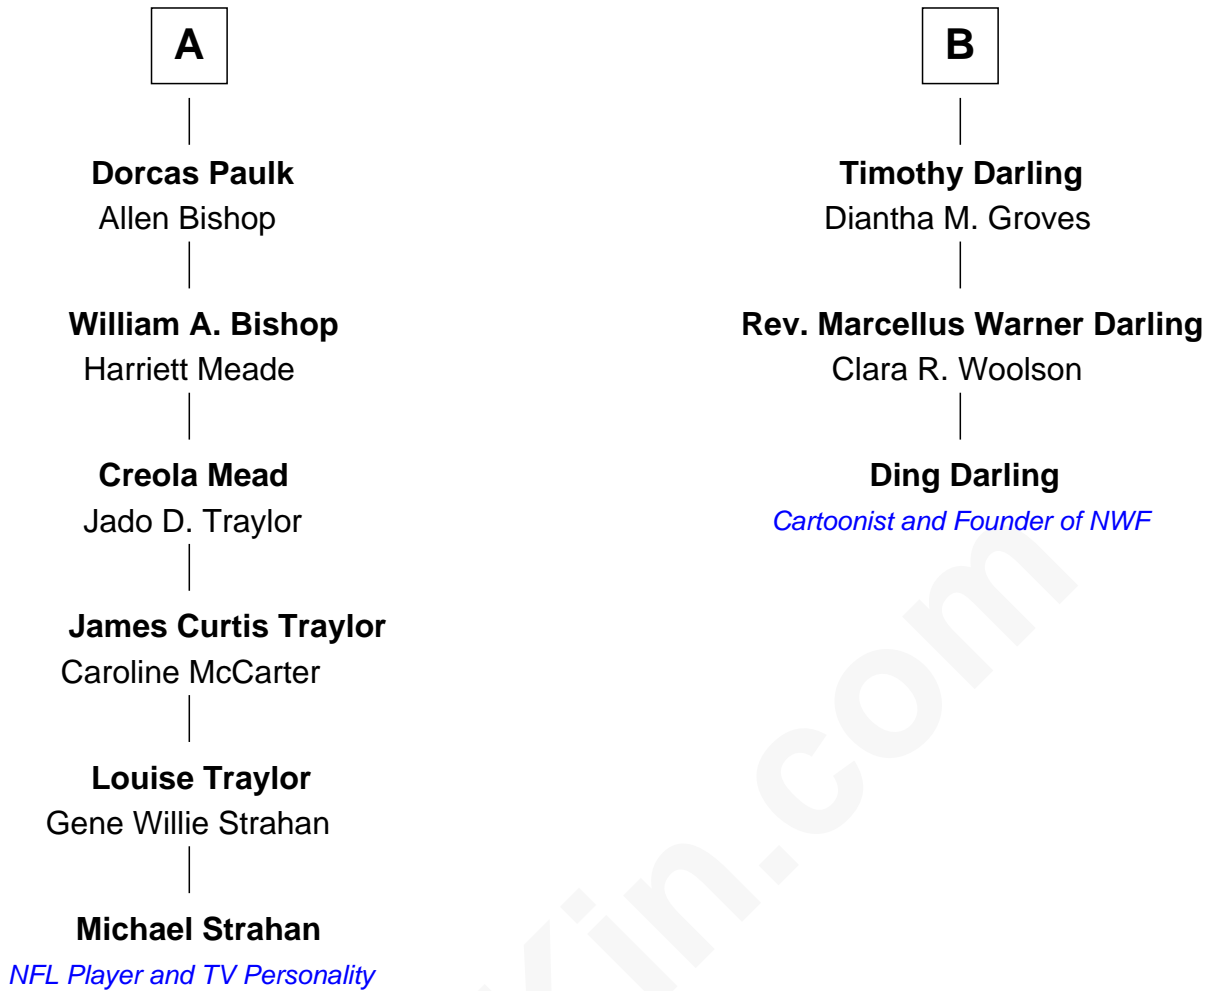 A
Dorcas Paulk
Allen Bishop
William A. Bishop
Harriett Meade
Creola Mead
Jado D. Traylor
James Curtis Traylor
Caroline McCarter
Louise Traylor
Gene Willie Strahan
Michael Strahan
NFL Player and TV Personality
B
Timothy Darling
Diantha M. Groves
Rev. Marcellus Warner Darling
Clara R. Woolson
Ding Darling
Cartoonist and Founder of NWF